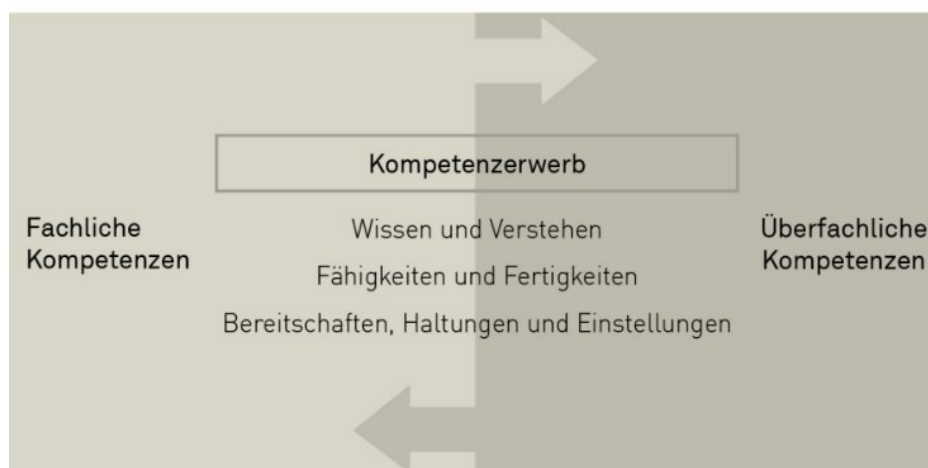 Kompetenzerwerb
Fachliche
Kompetenzen
Wissen und Verstehen
Fähigkeiten und Fertigkeiten
Bereitschaften, Haltungen und Einstellungen
Überfachliche
Kompetenzen